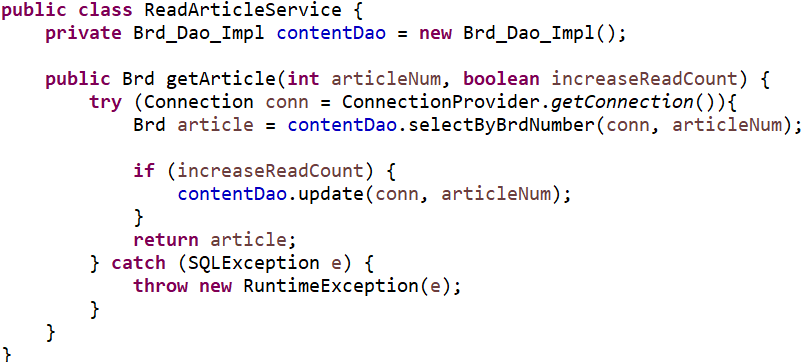 public class ReadArticleService {
    private Brd_Dao_Impl contentDao = new Brd_Dao_Impl();

    public Brd getArticle(int articleNum, boolean increaseReadCount) {
        try (Connection conn = ConnectionProvider.getConnection()){
            Brd article = contentDao.selectByBrdNumber(conn, articleNum);

            if (increaseReadCount) {
                contentDao.update(conn, articleNum);
            }
            return article;
        } catch (SQLException e) {
            throw new RuntimeException(e);
        }
    }
}